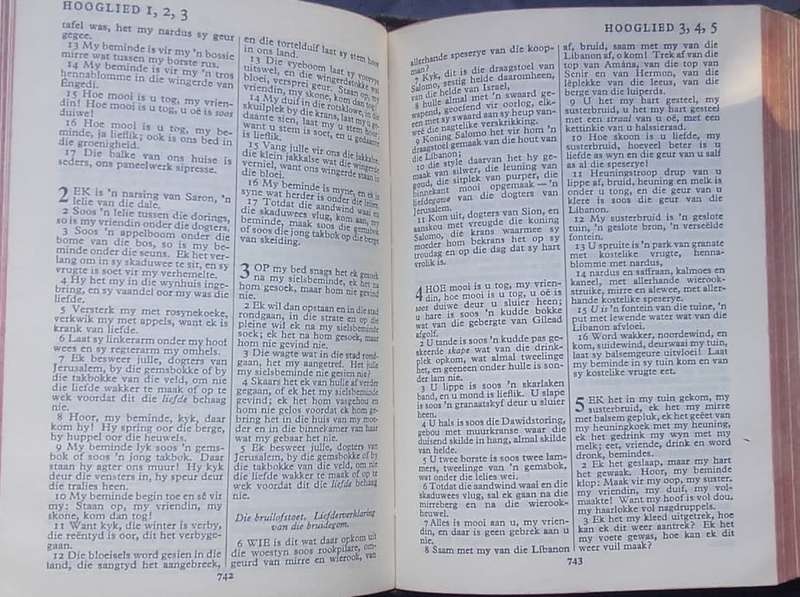 HOOGLIED 1, 2, 3
tafel was, het my nardus sy geur
gegee.
13 My beminde is vir my 'n bossie
mirre wat tussen my borste rus.
14 My beminde is vir my 'n tros
hennablomme in die wingerde van
Éngedi.
15 Hoe mooi is u tog, my vrien-
din! Hoe mooi is u tog, u oë is soos
duiwe!
16 Hoe mooi is u tog, my be-
minde, ja lieflik; ook is ons bed in
die groenigheid.
17 Die balke van ons huise is
seders, ons paneelwerk sipresse.
2 EK is 'n narsing van Saron, 'n
lelie van die dale.
2 Soos 'n lelie tussen die dorings,
so is my vriendin onder die dogters.
3 Soos 'n appelboom onder die
bome van die bos, so is my be-
minde onder die seuns. Ek het ver-
lang om in sy skaduwee te sit, en sy
vrugte is soet vir my verhemelte.
4 Hy het my in die wynhuis inge-
bring, en sy vaandel oor my was die
liefde.
5 Versterk my met rosynekoeke,
verkwik my met appels, want ek is
krank van liefde.
6 Laat sy linkerarm onder my hoof
wees en sy regterarm my omhels.
7 Ek besweer julle, dogters van
Jerusalem, by die gemsbokke of by
die takbokke van die veld, om nie
die liefde wakker te maak of op te
wek voordat dit die liefde behaag
nie.
8 Hoor, my beminde, kyk, daar
kom hy! Hy spring oor die berge,
hy huppel oor die heuwels.
9 My beminde lyk soos 'n gems-
bok of soos 'n jong takbok. Daar
staan hy agter ons muur! Hy kyk
deur die vensters in, hy speur deur
die tralies heen.
10 My beminde begin toe en sê vir
my: Staan op, my vriendin, my
skone, kom dan tog!
11 Want kyk, die winter is verby,
die reëntyd is oor, dit het verbyge-
gaan.
12 Die bloeisels word gesien in die
land, die sangtyd het aangebreek,
en die tortelduif laat sy stem hoor
in ons land.
13 Die vyeboom laat sy voorvye
uitswel, en die wingerdstokke wat
bloei, versprei geur. Staan op, my
vriendin, my skone, kom dan tog!
14 My duif in die rotsklowe, in die
skuilplek by die krans, laat my u ge-
daante sien, laat my u stem hoor;
want u stem is soet, en u gedaante
is lieflik.
15 Vang julle vir ons die jakkalse,
die klein jakkalse wat die wingerde
verniel, want ons wingerde staan in
die bloei.
16 My beminde is myne, en ek is
syne wat herder is onder die lelies.
17 Totdat die aandwind waai en
die skaduwees vlug, kom aan, my
beminde, maak soos die gemsbok
of soos die jong takbok op die berge
van skeiding.
3 OP my bed snags het ek gesoek
na my sielsbeminde, ek het na
hom gesoek, maar hom nie gevind
nie.
2 Ek wil dan opstaan en in die stad
rondgaan, in die strate en op die
pleine wil ek na my sielsbeminde
soek; ek het na hom gesoek, maar
hom nie gevind nie.
3 Die wagte wat in die stad rond-
gaan, het my aangetref. Het julle
my sielsbeminde nie gesien nie?
4 Skaars het ek van hulle af verder
gegaan, of ek het my sielsbeminde
gevind; ek het hom vasgehou en
hom nie gelos voordat ek hom ge-
bring het in die huis van my moe-
der en in die binnekamer van haar
wat my gebaar het nie.
5 Ek besweer julle, dogters van
Jerusalem, by die gemsbokke of by
die takbokke van die veld, om nie
die liefde wakker te maak of op te
wek voordat dit die liefde behaag
nie.
Die bruilofstoet. Liefdeverklaring
van die bruidegom.
6 WIE is dit wat daar opkom uit
die woestyn soos rookpilare, om-
geurd van mirre en wierook, van
742
HOOGLIED 3, 4, 5
allerhande speserye van die koop-
man?
7 Kyk, dit is die draagstoel van
Salomo, sestig helde daaromheen,
van die helde van Israel,
8 hulle almal met 'n swaard ge-
wapend, geoefend vir oorlog, elk-
een met sy swaard aan sy heup van-
weë die nagtelike verskrikking.
9 Koning Salomo het vir hom 'n
draagstoel gemaak van die hout van
die Líbanon;
10 die style daarvan het hy ge-
maak van silwer, die leuning van
goud, die sitplek van purper, die
binnekant mooi opgemaak — 'n
liefdegawe van die dogters van
Jerusalem.
11 Kom uit, dogters van Sion, en
aanskou met vreugde die koning
Salomo, die krans waarmee sy
moeder hom bekrans het op sy
troudag en op die dag dat sy hart
vrolik is.
4 HOE mooi is u tog, my vrien-
din, hoe mooi is u tog, u oë is
soos duiwe deur u sluier heen;
u hare is soos 'n kudde bokke
wat van die gebergte van Gílead
afgolf.
2 U tande is soos 'n kudde pas ge-
skeerde skape wat van die drink-
plek opkom, wat almal tweelinge
het, en geeneen onder hulle is son-
der lam nie.
3 U lippe is soos 'n skarlaken
band, en u mond is lieflik. U slape
is soos 'n granaatskyf deur u sluier
heen.
4 U hals is soos die Dawidstoring,
gebou met muurkranse waar die
duisend skilde in hang, almal skilde
van helde.
5 U twee borste is soos twee lam-
mers, tweelinge van 'n gemsbok,
wat onder die lelies wei.
6 Totdat die aandwind waai en die
skaduwees vlug, sal ek gaan na die
mirreberg en na die wierook-
heuwel.
7 Alles is mooi aan u, my vrien-
din, en daar is geen gebrek aan u
nie.
8 Saam met my van die Líbanon
af, bruid, saam met my van die
Líbanon af, o kom! Trek af van die
top van Amána, van die top van
Senir en van Hermon, van die
lêplekke van die leeus, van die
berge van die luiperds.
9 U het my hart gesteel, my
susterbruid, u het my hart gesteel
met een straal van u oë, met een
kettinkie van u halssieraad.
10 Hoe skoon is u liefde, my
susterbruid, hoeveel beter is u
liefde as wyn en die geur van u salf
as al die speserye!
11 Heuningstroop drup van u
lippe af, bruid, heuning en melk is
onder u tong, en die geur van u
klere is soos die geur van die
Líbanon.
12 My susterbruid is 'n geslote
tuin, 'n geslote bron, 'n verseëlde
fontein.
13 U spruite is 'n park van granate
met kostelike vrugte, henna-
blomme met nardus,
14 nardus en saffraan, kalmoes en
kaneel, met allerhande wierook-
struike, mirre en alewee, met aller-
hande kostelike speserye.
15 U is 'n fontein van die tuine, 'n
put met lewende water wat van die
Líbanon afvloei.
16 Word wakker, noordewind, en
kom, suidewind, deurwaai my tuin,
laat sy balsemgeure uitvloei! Laat
my beminde in sy tuin kom en van
sy kostelike vrugte eet.
5 EK het in my tuin gekom, my
susterbruid, ek het my mirre
met balsem gepluk, ek het geëet van
my heuningkoek met my heuning,
ek het gedrink my wyn met my
melk; eet, vriende, drink en word
dronk, bemindes.
2 Ek het geslaap, maar my hart
het gewaak. Hoor, my beminde
klop: Maak vir my oop, my suster,
my vriendin, my duif, my vol-
maakte! Want my hoof is vol dou,
my haarlokke vol nagdruppels.
3 Ek het my kleed uitgetrek, hoe
kan ek dit weer aantrek? Ek het
my voete gewas, hoe kan ek dit
weer vuil maak?
743